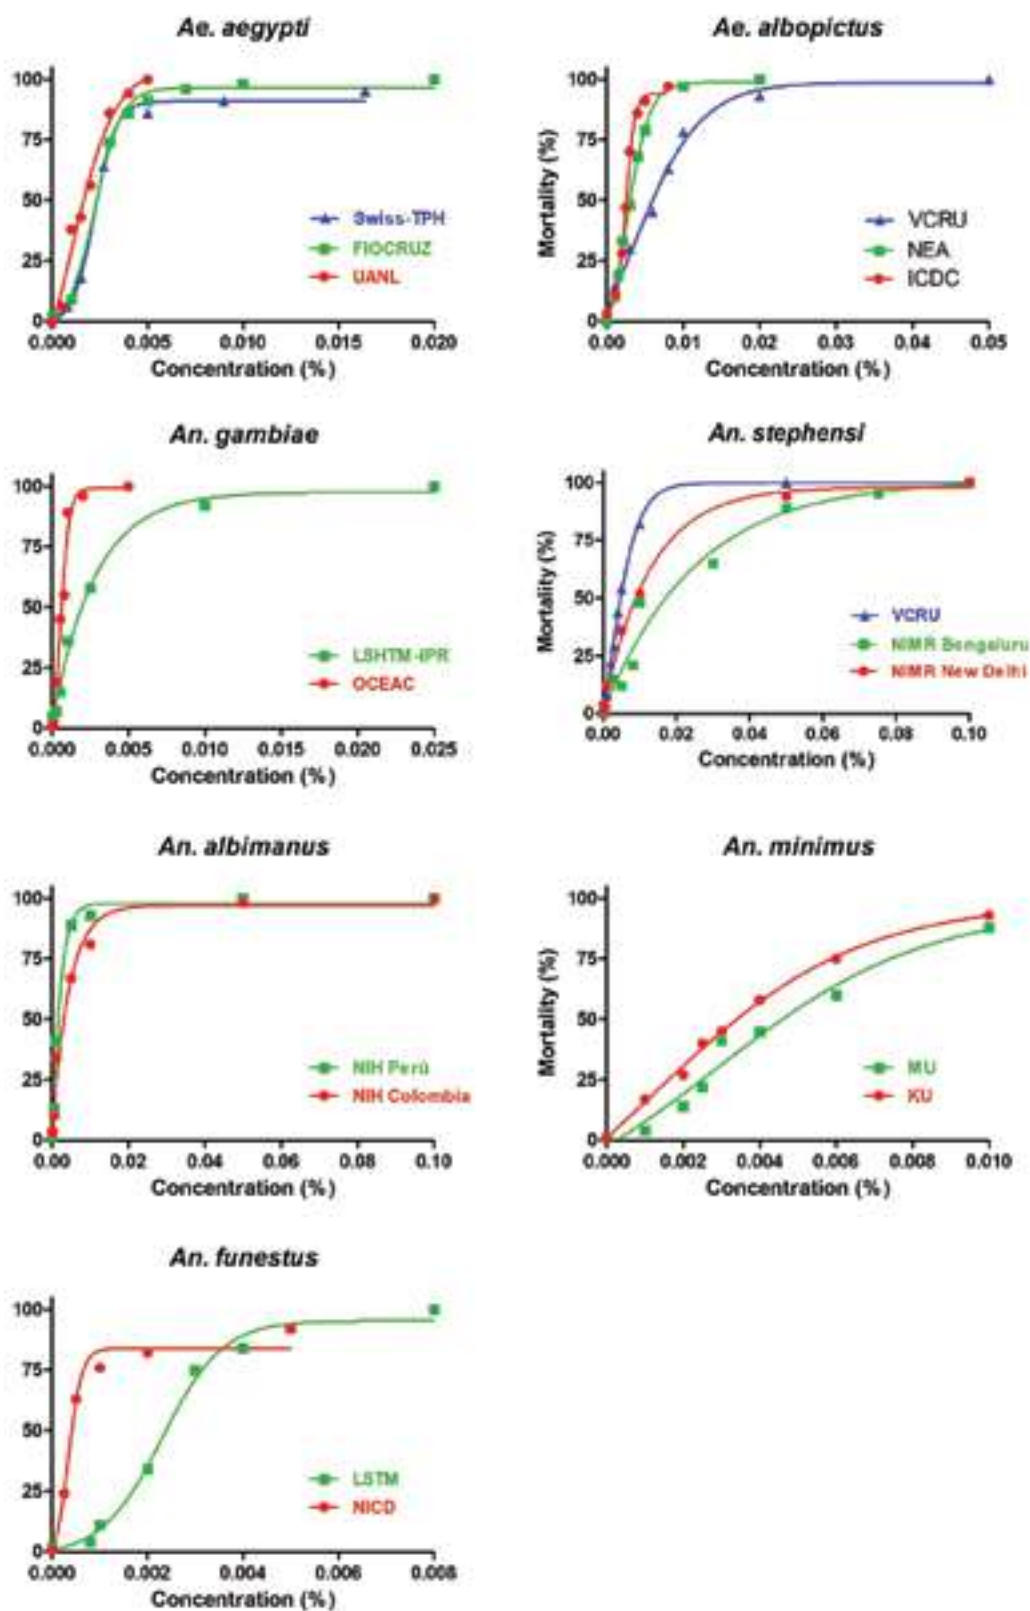 Ae. aegypti
100
75
50
25
0
0.000 0.005 0.010 0.015 0.020
Concentration (%)
Swiss-TPH
FIOCRUZ
UANL
Ae. albopictus
Mortality (%)
100
75
50
25
0
0.00 0.01 0.02 0.03 0.04 0.05
Concentration (%)
VCRU
NEA
ICDC
An. gambiae
100
75
50
25
0
0.000 0.005 0.010 0.015 0.020 0.025
Concentration (%)
LSHTM-IPR
OCEAC
An. stephensi
Mortality (%)
100
75
50
25
0
0.00 0.02 0.04 0.06 0.08 0.10
Concentration (%)
VCRU
NIMR Bengaluru
NIMR New Delhi
An. albimanus
100
75
50
25
0
0.00 0.02 0.04 0.06 0.08 0.10
Concentration (%)
NIH Perú
NIH Colombia
An. minimus
Mortality (%)
100
75
50
25
0
0.000 0.002 0.004 0.006 0.008 0.010
Concentration (%)
MU
KU
An. funestus
100
75
50
25
0
0.000 0.002 0.004 0.006 0.008
Concentration (%)
LSTM
NICD